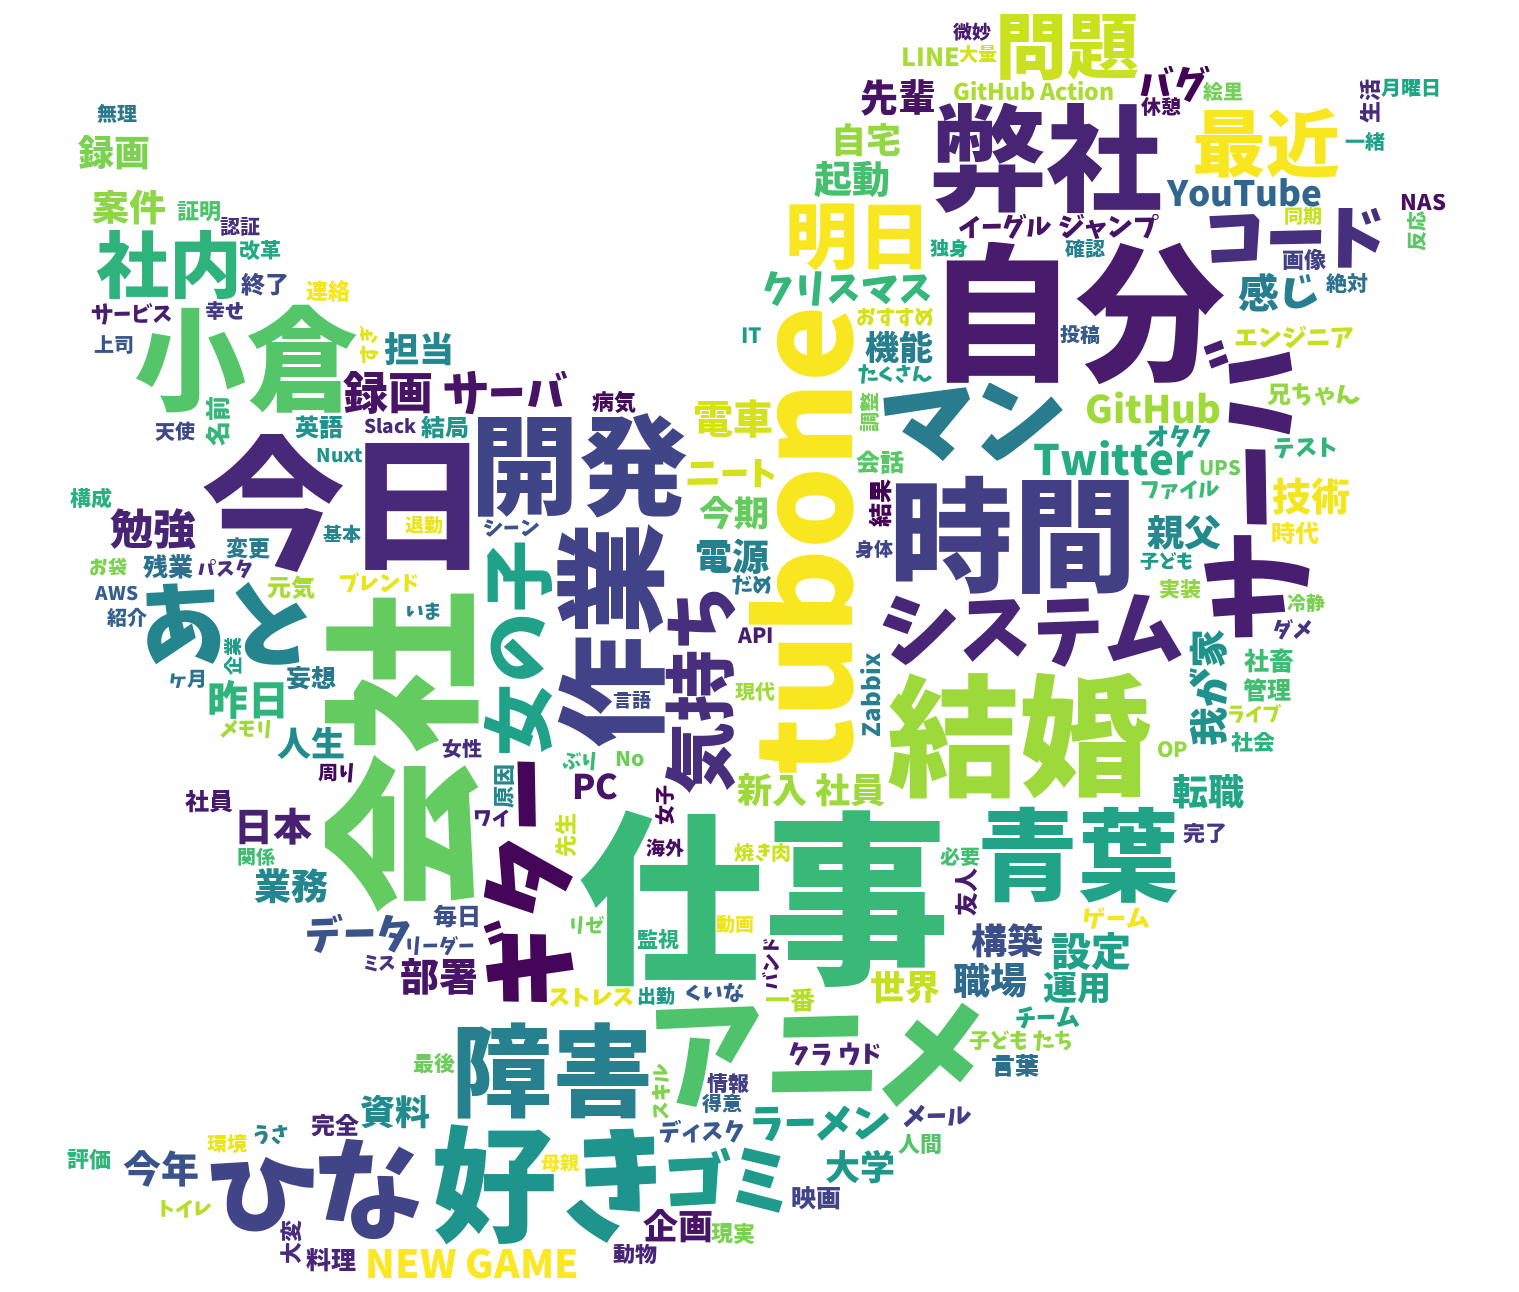 微妙
LINE
大量
問題
先輩
GitHub Action
バグ
休憩
絵里
生活
月曜日
無理
録画
自宅
弊社
最近
一緒
起動
YouTube
案件
証明
認証
社内
改革
終了
明日
イーグル ジャンプ
独身
確認
コード
同期
画像
NAS
反応
サービス
幸せ
連絡
上司
小倉
すぎ
担当
クリスマス
おすすめ
自分
感じ
絶対
IT
tubone
機能
投稿
たくさん
エンジニア
録画 サーバ
病気
天使
名前
英語
Slack
結局
Nuxt
電車
調整
マン
GitHub
サーバー
兄ちゃん
オタク
テスト
今日
開発
ニート
会話
Twitter
UPS
ファイル
技術
構成
勉強
変更
基本
退勤
シーン
今期
結果
時間
親父
時代
お袋
残業
パスタ
電源
だめ
身体
子ども
AWS
紹介
元気
ブレンド
いま
女の子
作業
実装
冷静
ダメ
あと
企業
会社
気持ち
API
システム
我が家
社畜
ヶ月
妄想
昨日
メモリ
言語
現代
Zabbix
結婚
管理
ライブ
社会
人生
女性
OP
周り
原因
ぶり
No
PC
女子
新入 社員
転職
社員
日本
ワイ
ギター
先生
仕事
海外
焼き肉
青葉
完了
関係
必要
業務
友人
データ
毎日
リーダー
リゼ
監視
動画
ゲーム
ミス
部署
バンド
構築
設定
職場
運用
ストレス
出勤
くいな
一番
世界
チーム
障害
アニメ
クラ ウド
子ども たち
言葉
最後
スキル
情報
得意
資料
完全
ディスク
ラーメン
メール
人間
評価
今年
環境
うさ
ひな
好き
母親
ゴミ
大学
映画
トイレ
大変
料理
NEW GAME
企画
現実
動物